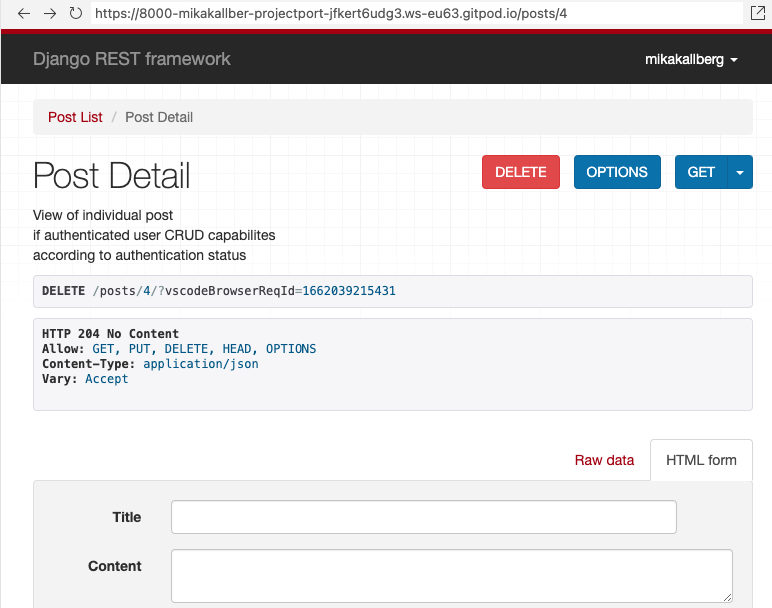 https://8000-mikakallber-projectport-jfkert6udg3.ws-eu63.gitpod.io/posts/4
Django REST framework
mikakallberg
Post List / Post Detail
Post Detail
DELETE OPTIONS GET
View of individual post
if authenticated user CRUD capabilites
according to authentication status
DELETE /posts/4/?vscodeBrowserReqId=1662039215431
HTTP 204 No Content
Allow: GET, PUT, DELETE, HEAD, OPTIONS
Content-Type: application/json
Vary: Accept
Raw data HTML form
Title
Content